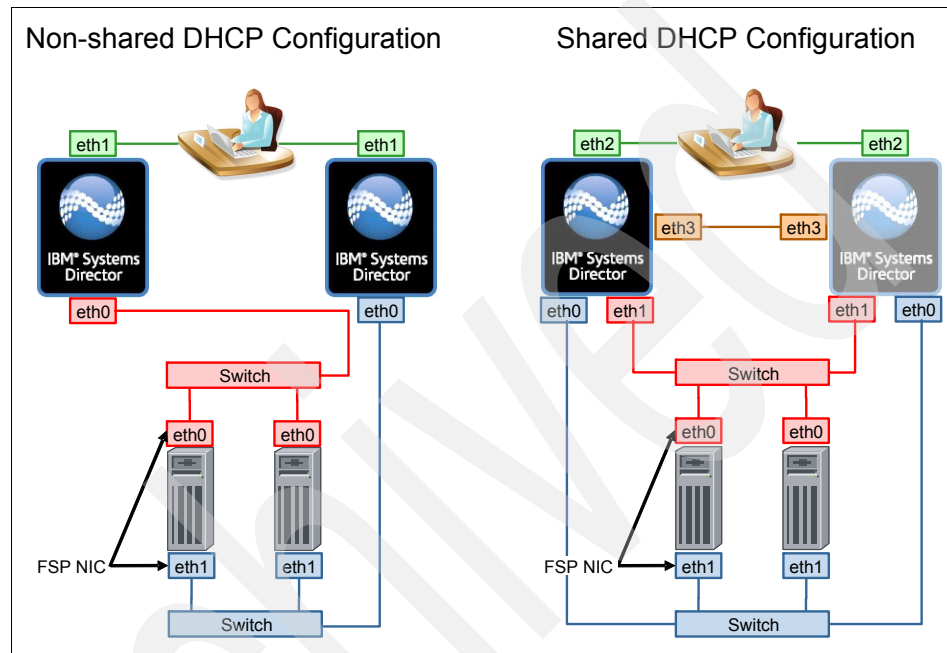 Non-shared DHCP Configuration
Shared DHCP Configuration
eth1
eth1
IBM® Systems
Director
IBM® Systems
Director
eth0
eth0
Switch
eth0
eth0
FSP NIC
eth1
eth1
Switch
eth2
eth2
eth3
eth3
IBM® Systems
Director
IBM® Systems
Director
eth0
eth1
eth1
eth0
Switch
eth0
eth0
FSP NIC
eth1
eth1
Switch